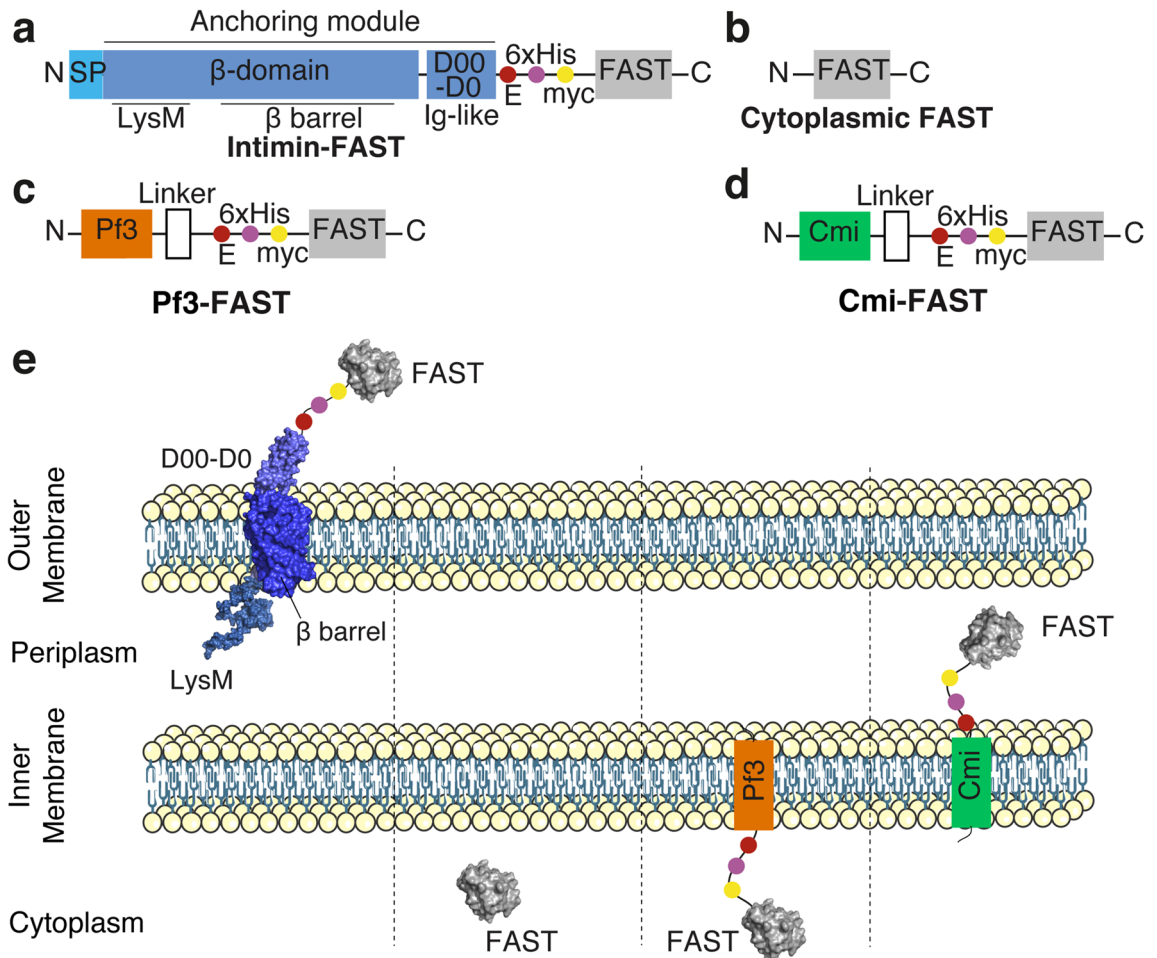 a
Anchoring module
N SP β-domain D00 -D0 6xHis FAST C
E myc
LysM β barrel Ig-like
Intimin-FAST
b
N FAST C
Cytoplasmic FAST
c
Linker
N Pf3 6xHis FAST C
E myc
Pf3-FAST
d
Linker
N Cmi 6xHis FAST C
E myc
Cmi-FAST
e
FAST
D00-D0
Outer
Membrane
β barrel
Periplasm
LysM
FAST
Inner
Membrane
Pf3
Cmi
Cytoplasm
FAST
FAST